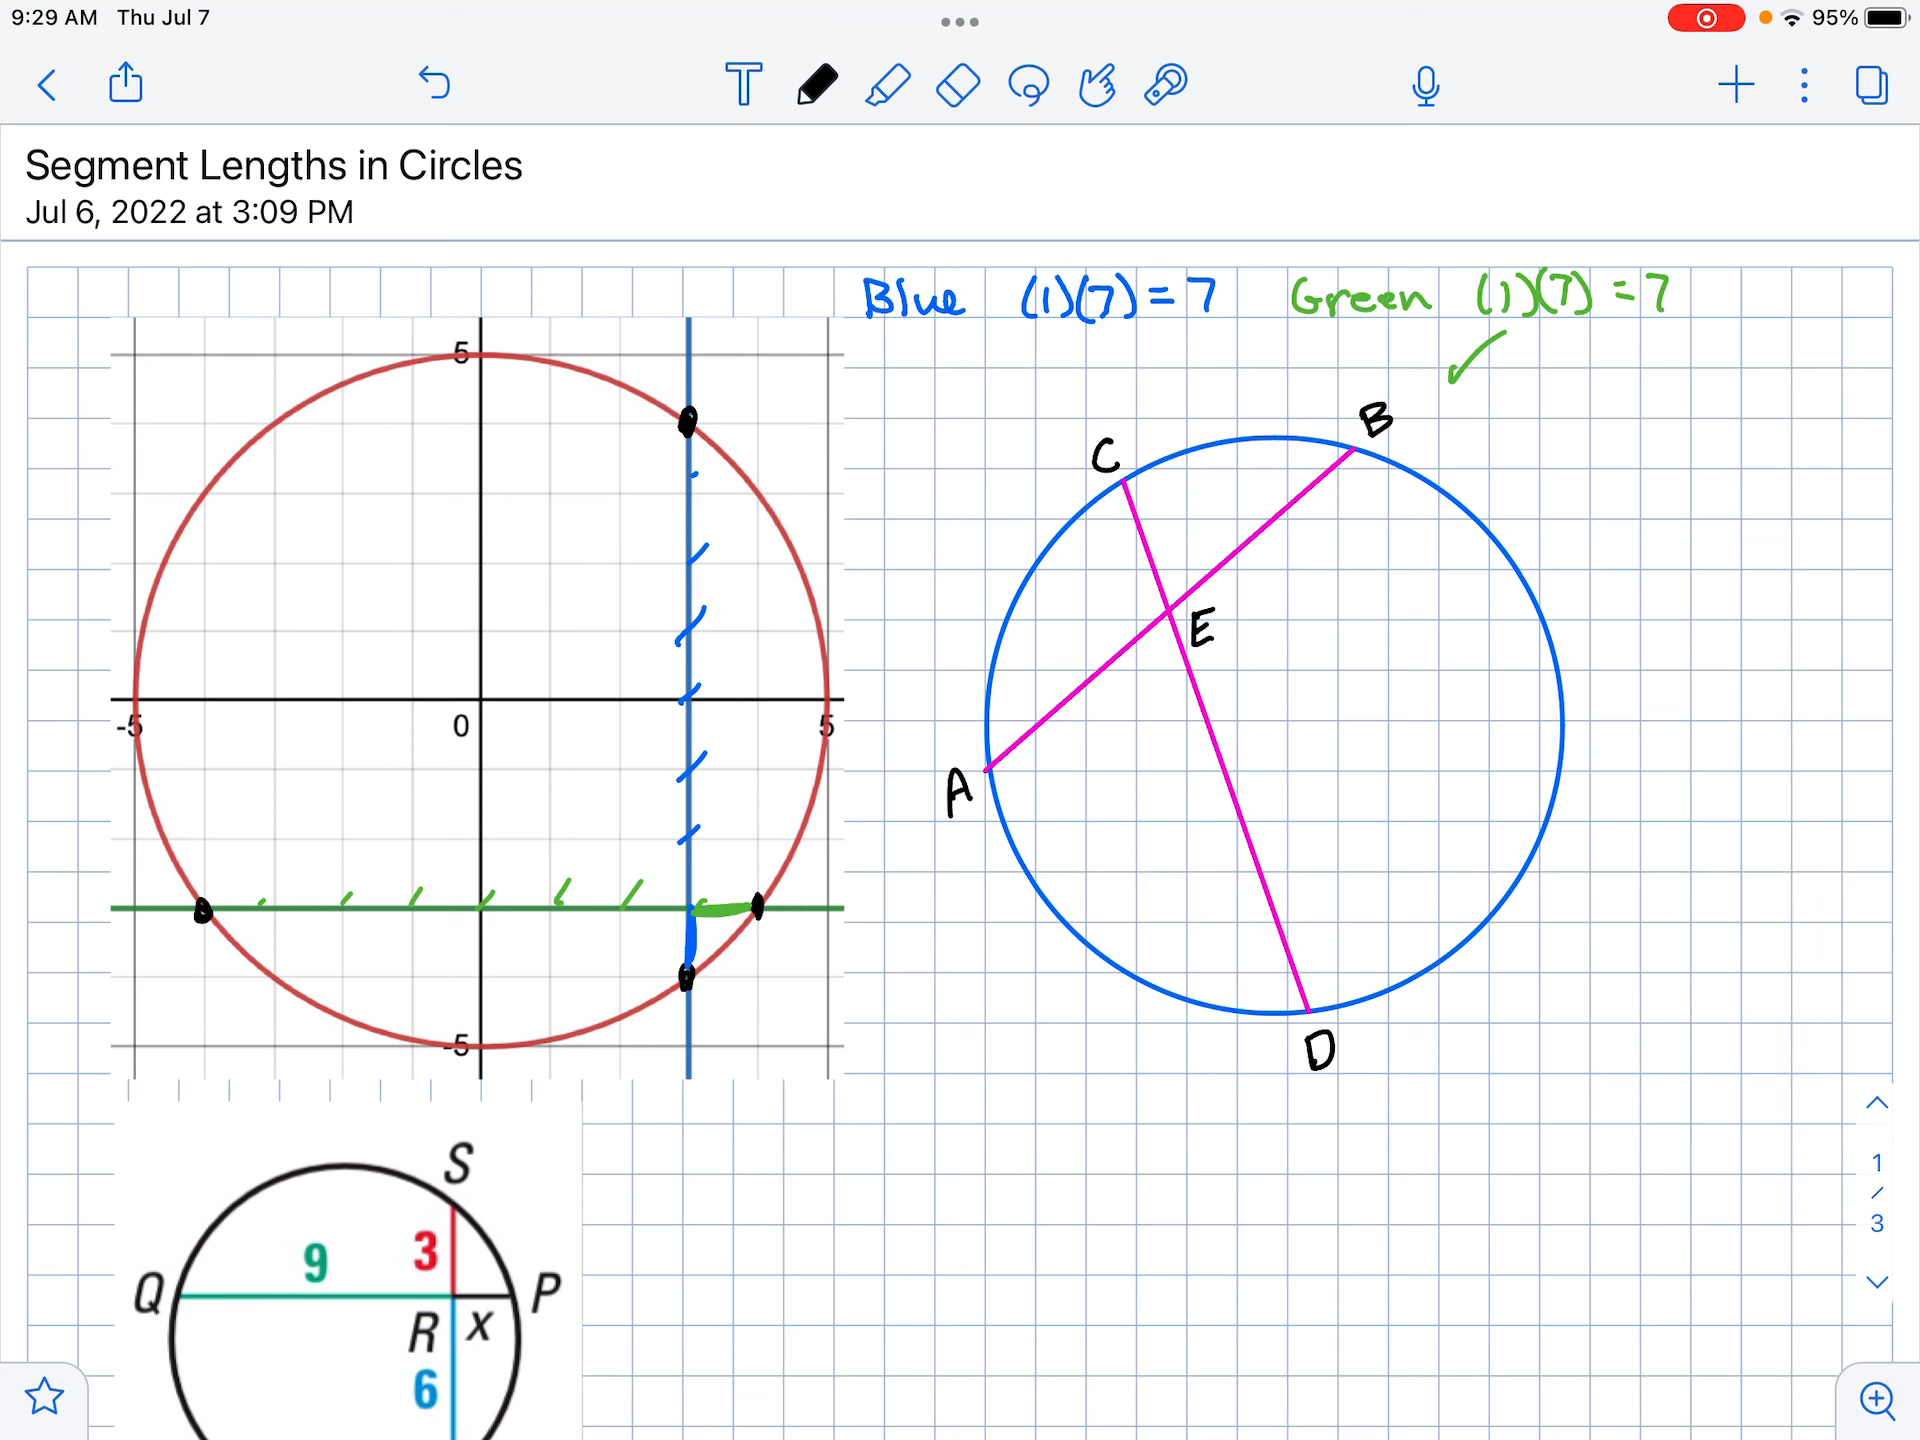 9:29 AM Thu Jul 7
95%
T
Segment Lengths in Circles
Jul 6, 2022 at 3:09 PM
Blue (1)(7) = 7 Green (1)(7) = 7
5
B
C
E
-5 0 5
A
-5
D
S
9 3
Q P
R x
6
1
/
3